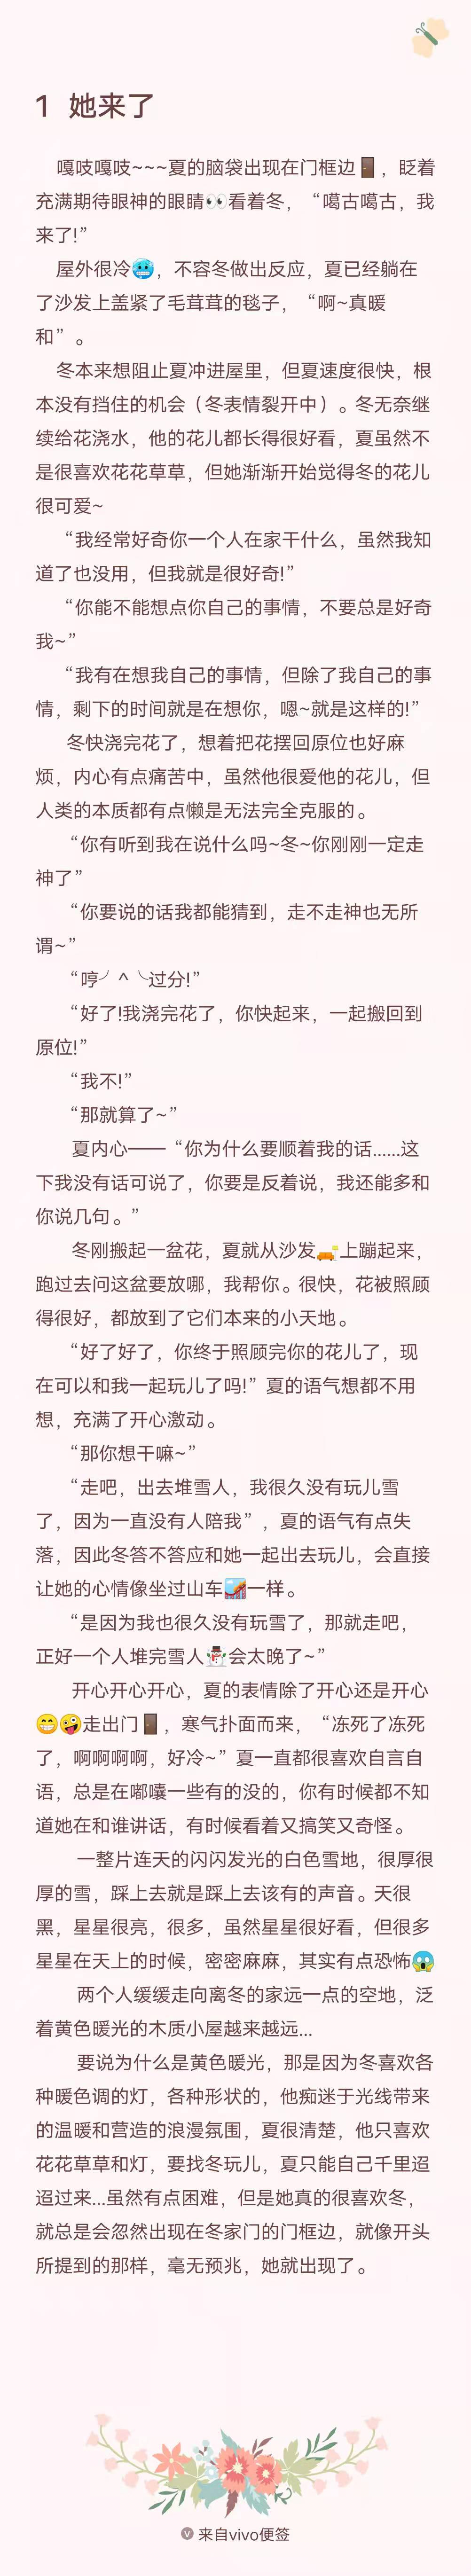 1 她来了
嘎吱嘎吱~~~夏的脑袋出现在门框边🚪，眨着
充满期待眼神的眼睛👀看着冬，“噶古噶古，我
来了!”
屋外很冷🥶，不容冬做出反应，夏已经躺在
了沙发上盖紧了毛茸茸的毯子，“啊~真暖
和”。
冬本来想阻止夏冲进屋里，但夏速度很快，根
本没有挡住的机会（冬表情裂开中）。冬无奈继
续给花浇水，他的花儿都长得很好看，夏虽然不
是很喜欢花花草草，但她渐渐开始觉得冬的花儿
很可爱~
“我经常好奇你一个人在家干什么，虽然我知
道了也没用，但我就是很好奇!”
“你能不能想点你自己的事情，不要总是好奇
我~”
“我有在想我自己的事情，但除了我自己的事
情，剩下的时间就是在想你，嗯~就是这样的!”
冬快浇完花了，想着把花摆回原位也好麻
烦，内心有点痛苦中，虽然他很爱他的花儿，但
人类的本质都有点懒是无法完全克服的。
“你有听到我在说什么吗~冬~你刚刚一定走
神了”
“你要说的话我都能猜到，走不走神也无所
谓~”
“哼╯^╰过分!”
“好了!我浇完花了，你快起来，一起搬回到
原位!”
“我不!”
“那就算了~”
夏内心——“你为什么要顺着我的话......这
下我没有话可说了，你要是反着说，我还能多和
你说几句。”
冬刚搬起一盆花，夏就从沙发🛋上蹦起来，
跑过去问这盆要放哪，我帮你。很快，花被照顾
得很好，都放到了它们本来的小天地。
“好了好了，你终于照顾完你的花儿了，现
在可以和我一起玩儿了吗!”夏的语气想都不用
想，充满了开心激动。
“那你想干嘛~”
“走吧，出去堆雪人，我很久没有玩儿雪
了，因为一直没有人陪我”，夏的语气有点失
落，因此冬答不答应和她一起出去玩儿，会直接
让她的心情像坐过山车🎢一样。
“是因为我也很久没有玩雪了，那就走吧，
正好一个人堆完雪人☃会太晚了~”
开心开心开心，夏的表情除了开心还是开心
😁🤪走出门🚪，寒气扑面而来，“冻死了冻死
了，啊啊啊啊，好冷~”夏一直都很喜欢自言自
语，总是在嘟囔一些有的没的，你有时候都不知
道她在和谁讲话，有时候看着又搞笑又奇怪。
一整片连天的闪闪发光的白色雪地，很厚很
厚的雪，踩上去就是踩上去该有的声音。天很
黑，星星很亮，很多，虽然星星很好看，但很多
星星在天上的时候，密密麻麻，其实有点恐怖😱
两个人缓缓走向离冬的家远一点的空地，泛
着黄色暖光的木质小屋越来越远...
要说为什么是黄色暖光，那是因为冬喜欢各
种暖色调的灯，各种形状的，他痴迷于光线带来
的温暖和营造的浪漫氛围，夏很清楚，他只喜欢
花花草草和灯，要找冬玩儿，夏只能自己千里迢
迢过来...虽然有点困难，但是她真的很喜欢冬，
就总是会忽然出现在冬家门的门框边，就像开头
所提到的那样，毫无预兆，她就出现了。
V 来自vivo便签